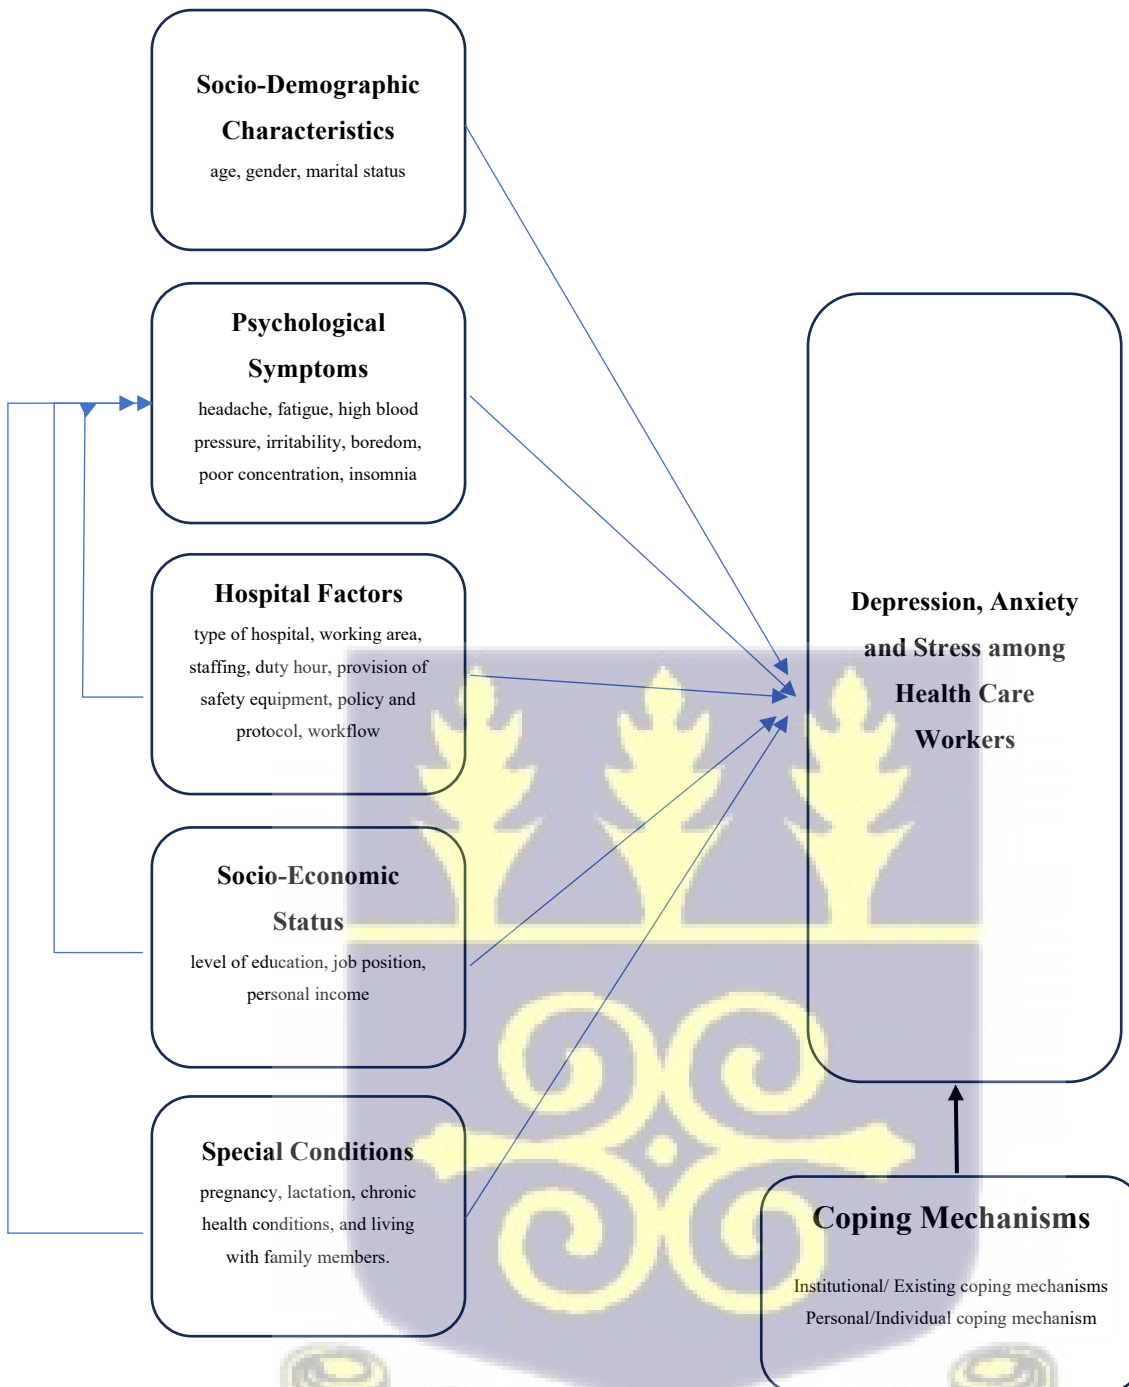 Socio-Demographic
Characteristics
age, gender, marital status
Psychological
Symptoms
headache, fatigue, high blood
pressure, irritability, boredom,
poor concentration, insomnia
Hospital Factors
type of hospital, working area,
staffing, duty hour, provision of
safety equipment, policy and
protocol, workflow
Socio-Economic
Status
level of education, job position,
personal income
Special Conditions
pregnancy, lactation, chronic
health conditions, and living
with family members.
Depression, Anxiety
and Stress among
Health Care
Workers
Coping Mechanisms
Institutional/ Existing coping mechanisms
Personal/Individual coping mechanism